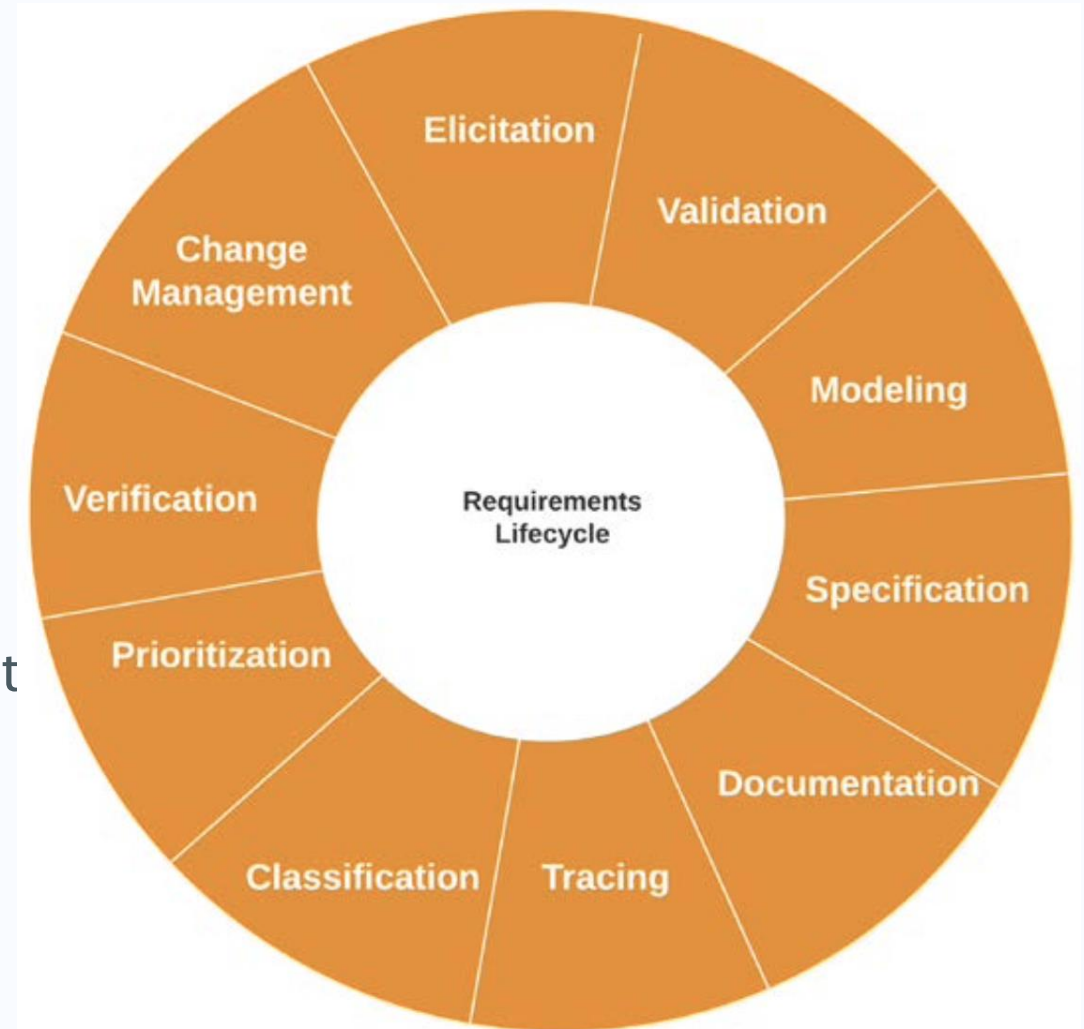 Elicitation
Validation
Modeling
Specification
Documentation
Tracing
Classification
Prioritization
Verification
Change
Management
Requirements
Lifecycle
t